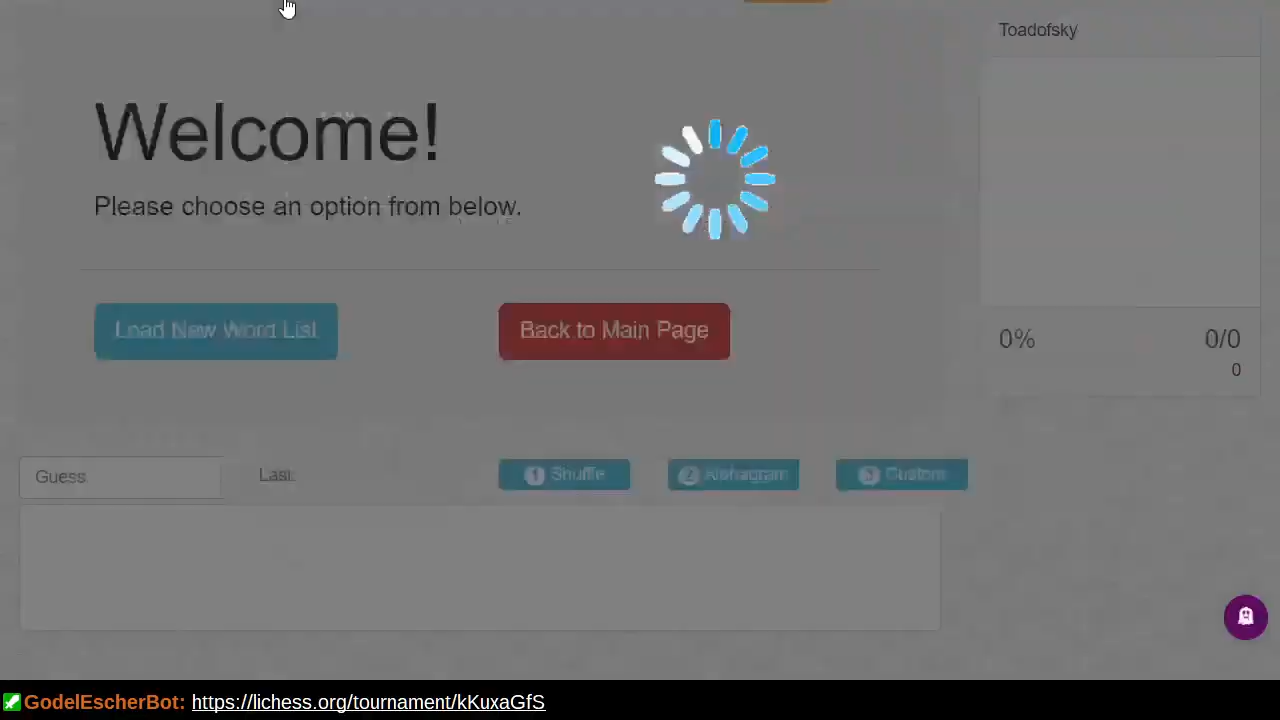 Toadofsky
Welcome!
Please choose an option from below.
Load New Word List
Back to Main Page
0%
0/0
0
Guess
Last:
1 Shuffle
2 Alphagram
3 Custom
GodelEscherBot: https://lichess.org/tournament/kKuxaGfS